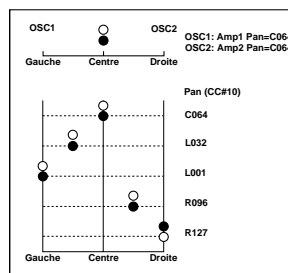 OSC1
OSC2
OSC1: Amp1 Pan=C064
OSC2: Amp2 Pan=C064
Gauche Centre Droite
Pan (CC#10)
C064
L032
L001
R096
R127
Gauche Centre Droite